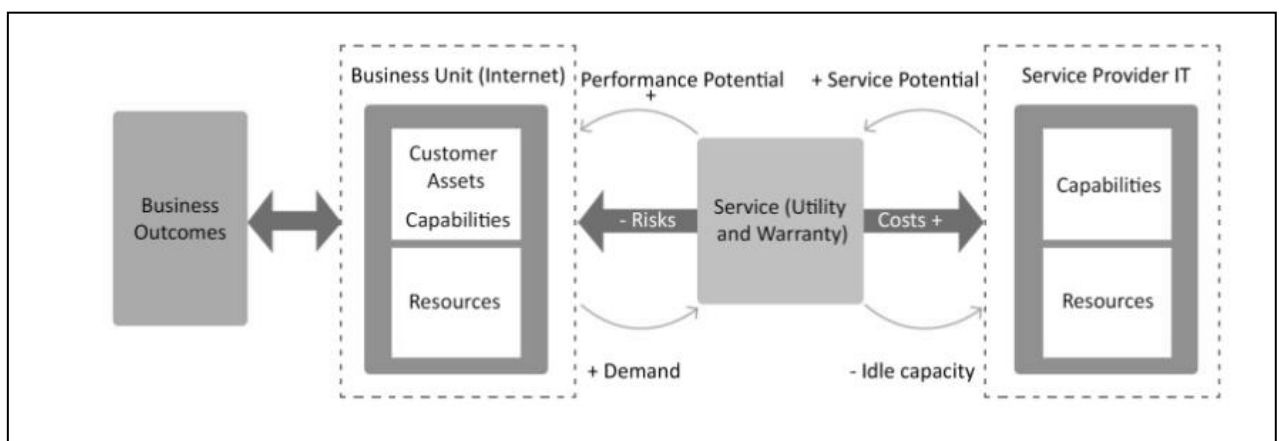 Business Unit (Internet)
Performance Potential
+
+ Service Potential
Service Provider IT
Customer
Assets
Capabilities
Resources
Business
Outcomes
- Risks
Service (Utility
and Warranty)
Costs +
Capabilities
Resources
+ Demand
- Idle capacity